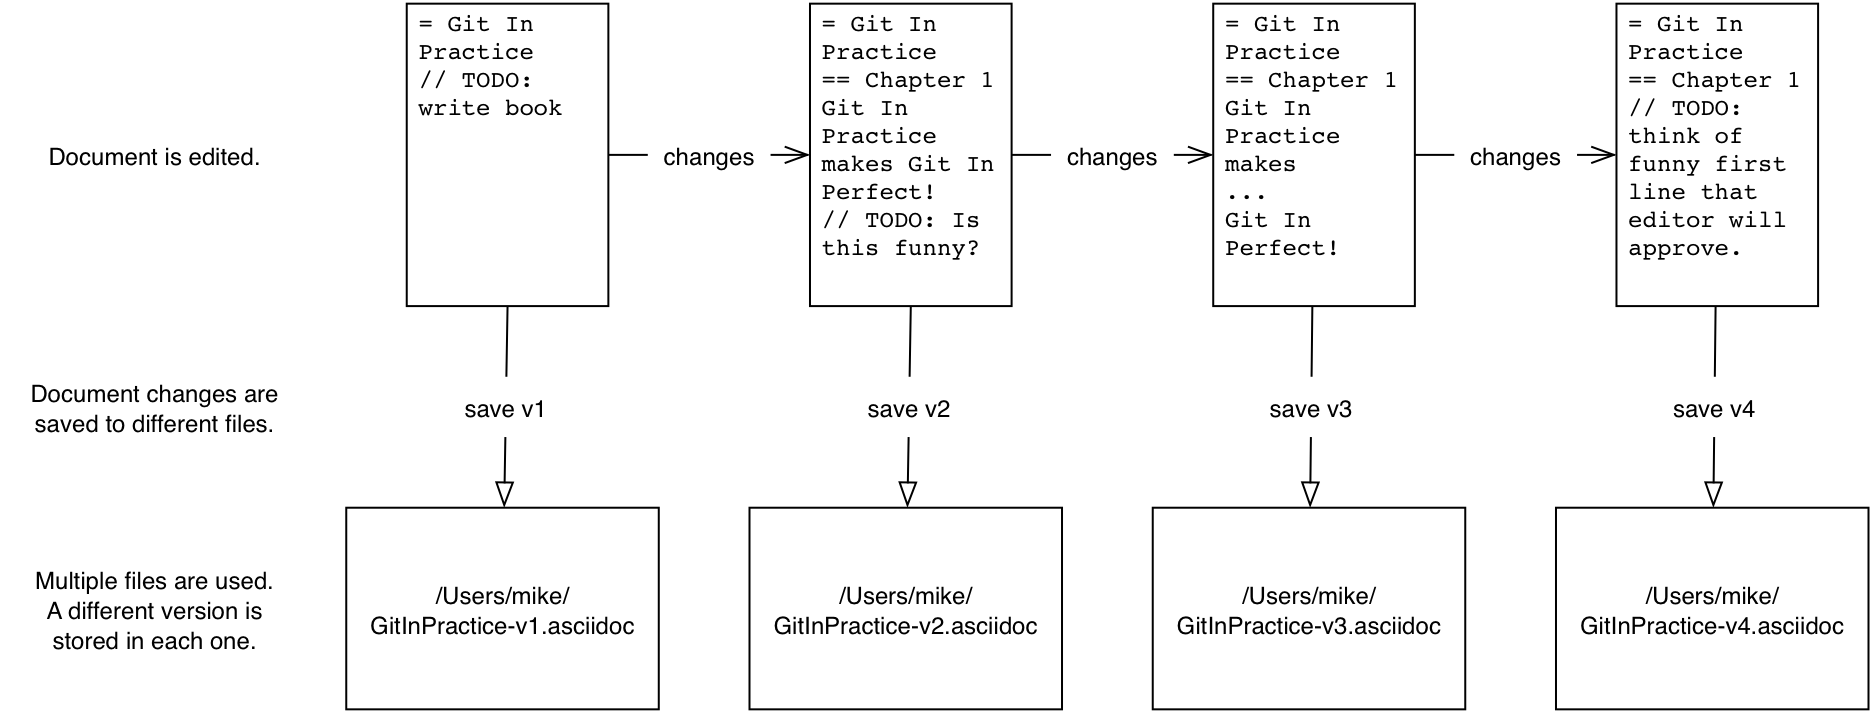 = Git In
Practice
// TODO:
write book
= Git In
Practice
== Chapter 1
Git In
Practice
makes Git In
Perfect!
// TODO: Is
this funny?
= Git In
Practice
== Chapter 1
Git In
Practice
makes
...
Git In
Perfect!
= Git In
Practice
== Chapter 1
// TODO:
think of
funny first
line that
editor will
approve.
Document is edited.
changes
changes
changes
Document changes are
saved to different files.
save v1
save v2
save v3
save v4
Multiple files are used.
A different version is
stored in each one.
/Users/mike/
GitInPractice-v1.asciidoc
/Users/mike/
GitInPractice-v2.asciidoc
/Users/mike/
GitInPractice-v3.asciidoc
/Users/mike/
GitInPractice-v4.asciidoc